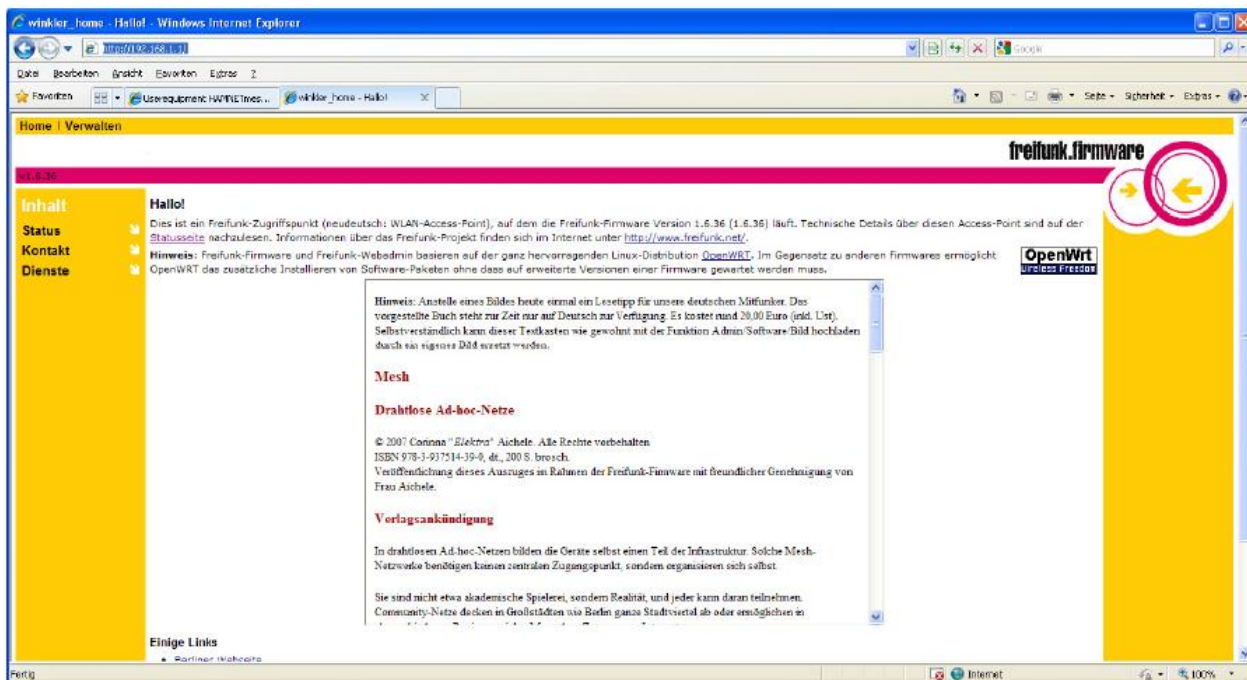 winkler_home - Hallo! - Windows Internet Explorer
http://192.168.1.1/
Google
Datei Bearbeiten Ansicht Favoriten Extras ?
Favoriten
Userequipment HAMNETmes...
winkler_home - Hallo!
Seite Sicherheit Extras
Home | Verwalten
freifunk.firmware
v1.6.36
Inhalt
Status
Kontakt
Dienste
Hallo!
Dies ist ein Freifunk-Zugriffspunkt (neudeutsch: WLAN-Access-Point), auf dem die Freifunk-Firmware Version 1.6.36 (1.6.36) läuft. Technische Details über diesen Access-Point sind auf der
Statusseite nachzulesen. Informationen über das Freifunk-Projekt finden sich im Internet unter http://www.freifunk.net/.
Hinweis: Freifunk-Firmware und Freifunk-Webadmin basieren auf der ganz hervorragenden Linux-Distribution OpenWRT. Im Gegensatz zu anderen Firmwares ermöglicht
OpenWRT das zusätzliche Installieren von Software-Paketen ohne dass auf erweiterte Versionen einer Firmware gewartet werden muss.
OpenWrt
Wireless Freedom
Hinweis: Anstelle eines Bildes heute einmal ein Lesetipp für unsere deutschen Mitfunker. Das
vorgestellte Buch steht zur Zeit nur auf Deutsch zur Verfügung. Es kostet rund 20,00 Euro (inkl. Ust).
Selbstverständlich kann dieser Textkasten wie gewohnt mit der Funktion Admin/Software/Bild hochladen
durch ein eigenes Bild ersetzt werden.
Mesh
Drahtlose Ad-hoc-Netze
© 2007 Corinna "Elektra" Aichele. Alle Rechte vorbehalten
ISBN 978-3-937514-39-0, dt., 200 S. brosch.
Veröffentlichung dieses Auszuges im Rahmen der Freifunk-Firmware mit freundlicher Genehmigung von
Frau Aichele.
Verlagsankündigung
In drahtlosen Ad-hoc-Netzen bilden die Geräte selbst einen Teil der Infrastruktur. Solche Mesh-
Netzwerke benötigen keinen zentralen Zugangspunkt, sondern organisieren sich selbst.
Sie sind nicht etwa akademische Spielerei, sondern Realität, und jeder kann daran teilnehmen.
Community-Netze decken in Großstädten wie Berlin ganze Stadtviertel ab oder ermöglichen in
Einige Links
Berliner Webseite
Fertig
Internet
100%